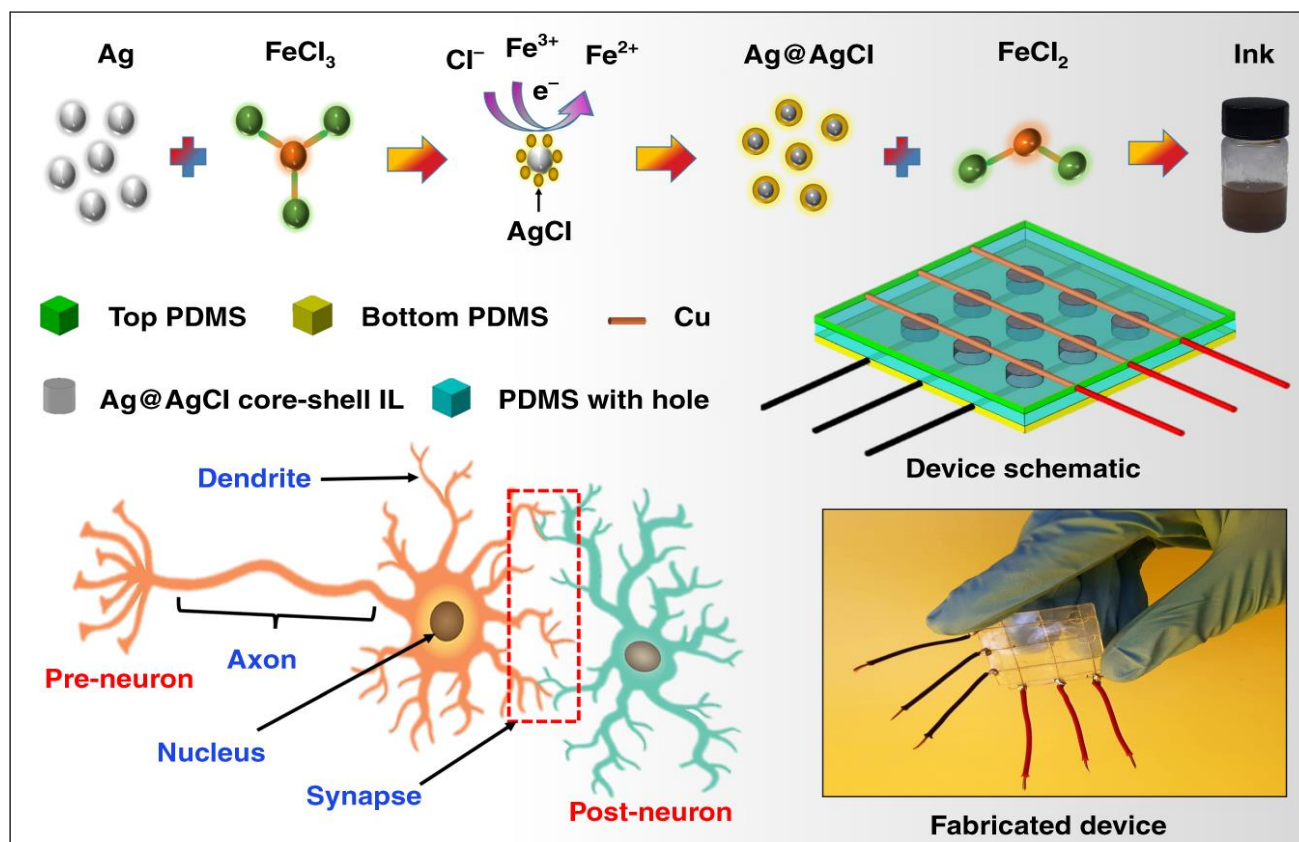 Ag
FeCl₃
Cl⁻
Fe³⁺
Fe²⁺
e⁻
AgCl
Ag@AgCl
FeCl₂
Ink
Top PDMS
Bottom PDMS
Cu
Ag@AgCl core-shell IL
PDMS with hole
Device schematic
Dendrite
Axon
Pre-neuron
Nucleus
Synapse
Post-neuron
Fabricated device